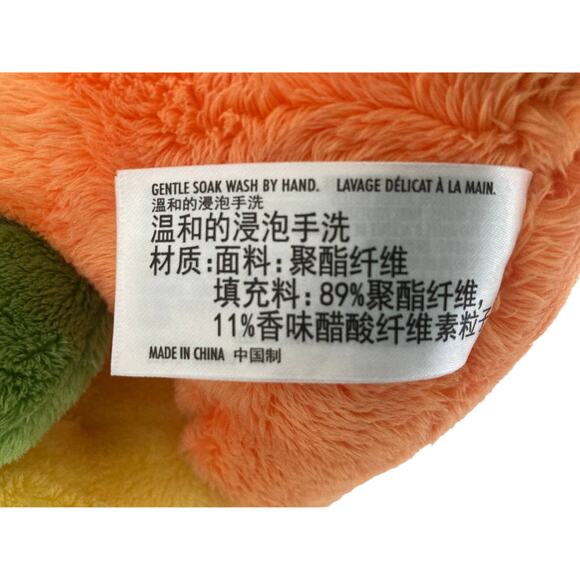 GENTLE SOAK WASH BY HAND. LAVAGE DÉLICAT À LA MAIN.
溫和的浸泡手洗
温和的浸泡手洗
材质:面料:聚酯纤维
填充料:89%聚酯纤维,
11%香味醋酸纤维素粒子
MADE IN CHINA 中国制